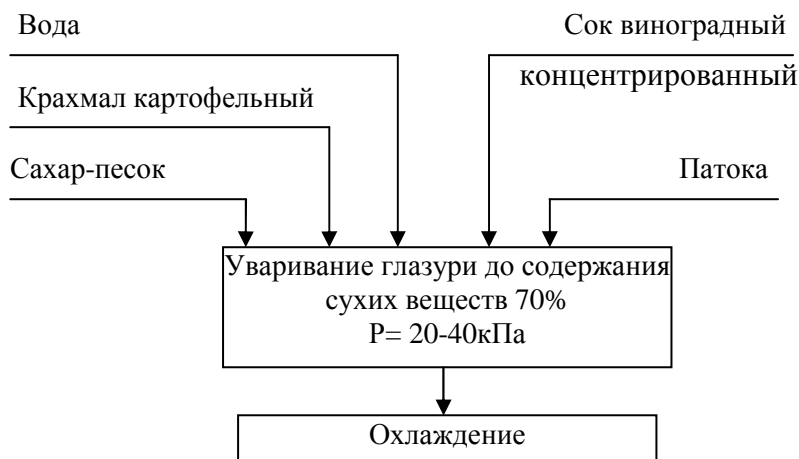 Вода
Сок виноградный
концентрированный
Крахмал картофельный
Сахар-песок
Патока
Уваривание глазури до содержания
сухих веществ 70%
Р= 20-40кПа
Охлаждение